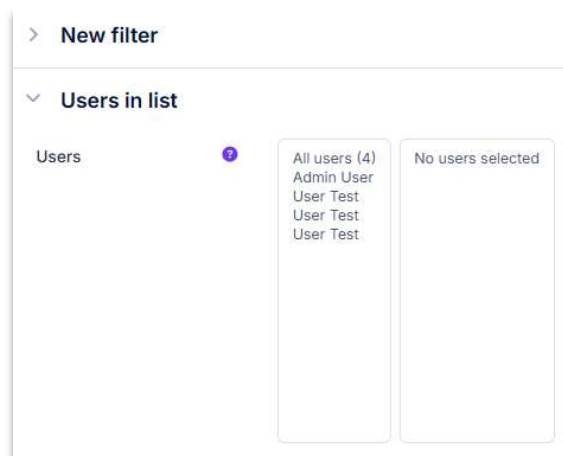 New filter
Users in list
Users
?
All users (4)
Admin User
User Test
User Test
User Test
No users selected